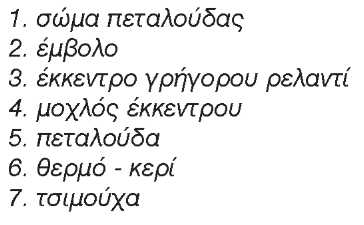 1. σώμα πεταλούδας
2. έμβολο
3. έκκεντρο γρήγορου ρελαντί
4. μοχλός έκκεντρου
5. πεταλούδα
6. θερμό - κερί
7. τσιμούχα